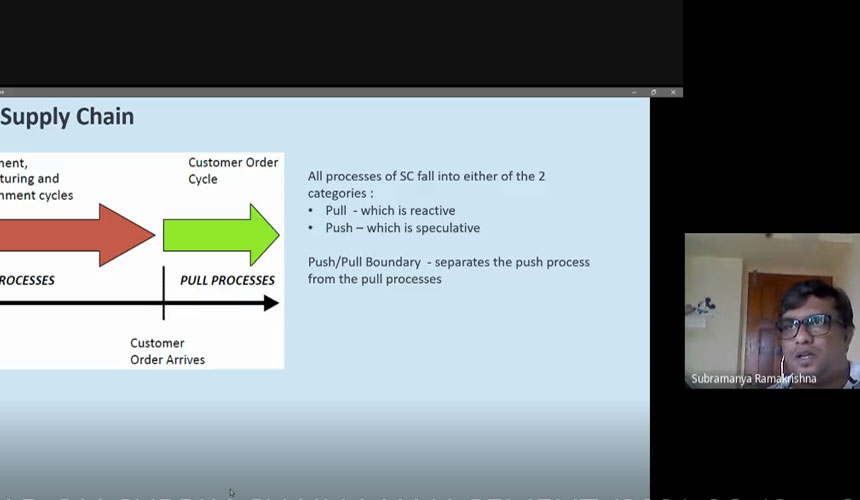 Supply Chain
ment,
turing and
nment cycles
Customer Order
Cycle
ROCESSES
PULL PROCESSES
Customer
Order Arrives
All processes of SC fall into either of the 2
categories :
• Pull - which is reactive
• Push – which is speculative
Push/Pull Boundary - separates the push process
from the pull processes
Subramanya Ramakrishna